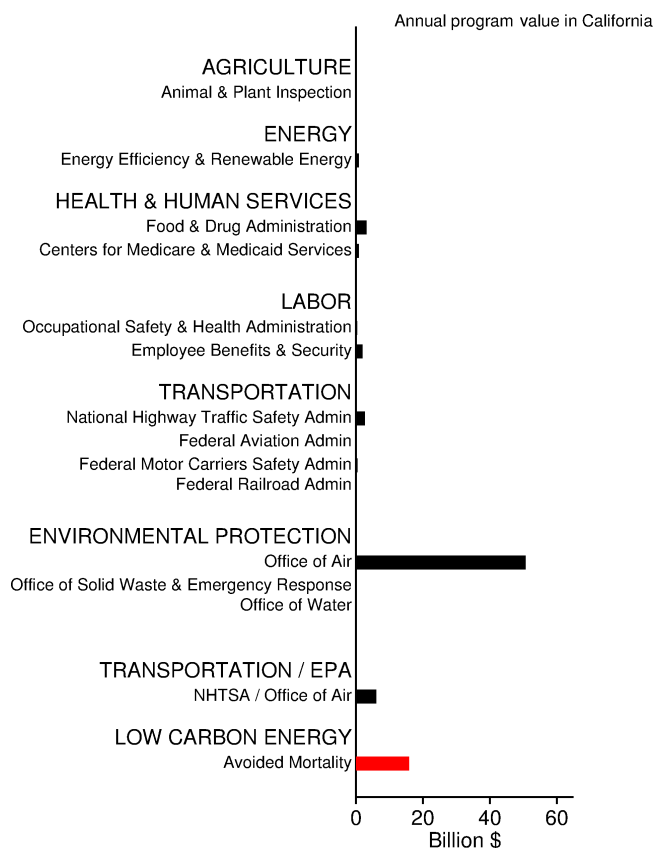 Annual program value in California
AGRICULTURE
Animal & Plant Inspection
ENERGY
Energy Efficiency & Renewable Energy
HEALTH & HUMAN SERVICES
Food & Drug Administration
Centers for Medicare & Medicaid Services
LABOR
Occupational Safety & Health Administration
Employee Benefits & Security
TRANSPORTATION
National Highway Traffic Safety Admin
Federal Aviation Admin
Federal Motor Carriers Safety Admin
Federal Railroad Admin
ENVIRONMENTAL PROTECTION
Office of Air
Office of Solid Waste & Emergency Response
Office of Water
TRANSPORTATION / EPA
NHTSA / Office of Air
LOW CARBON ENERGY
Avoided Mortality
0 20 40 60
Billion $